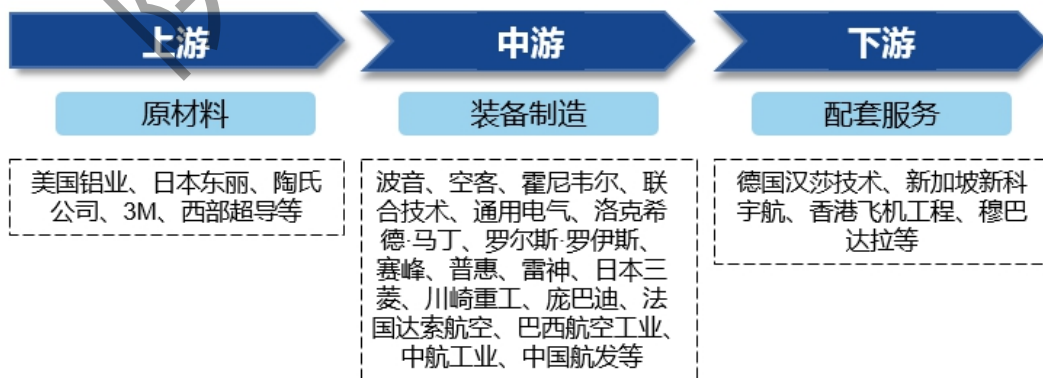 上游
中游
下游
原材料
装备制造
配套服务
美国铝业、日本东丽、陶氏
公司、3M、西部超导等
波音、空客、霍尼韦尔、联
合技术、通用电气、洛克希
德·马丁、罗尔斯·罗伊斯、
赛峰、普惠、雷神、日本三
菱、川崎重工、庞巴迪、法
国达索航空、巴西航空工业、
中航工业、中国航发等
德国汉莎技术、新加坡新科
宇航、香港飞机工程、穆巴
达拉等